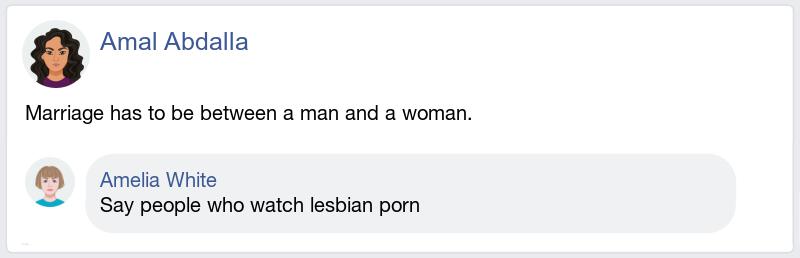 Amal Abdalla
Marriage has to be between a man and a woman.
Amelia White
Say people who watch lesbian porn